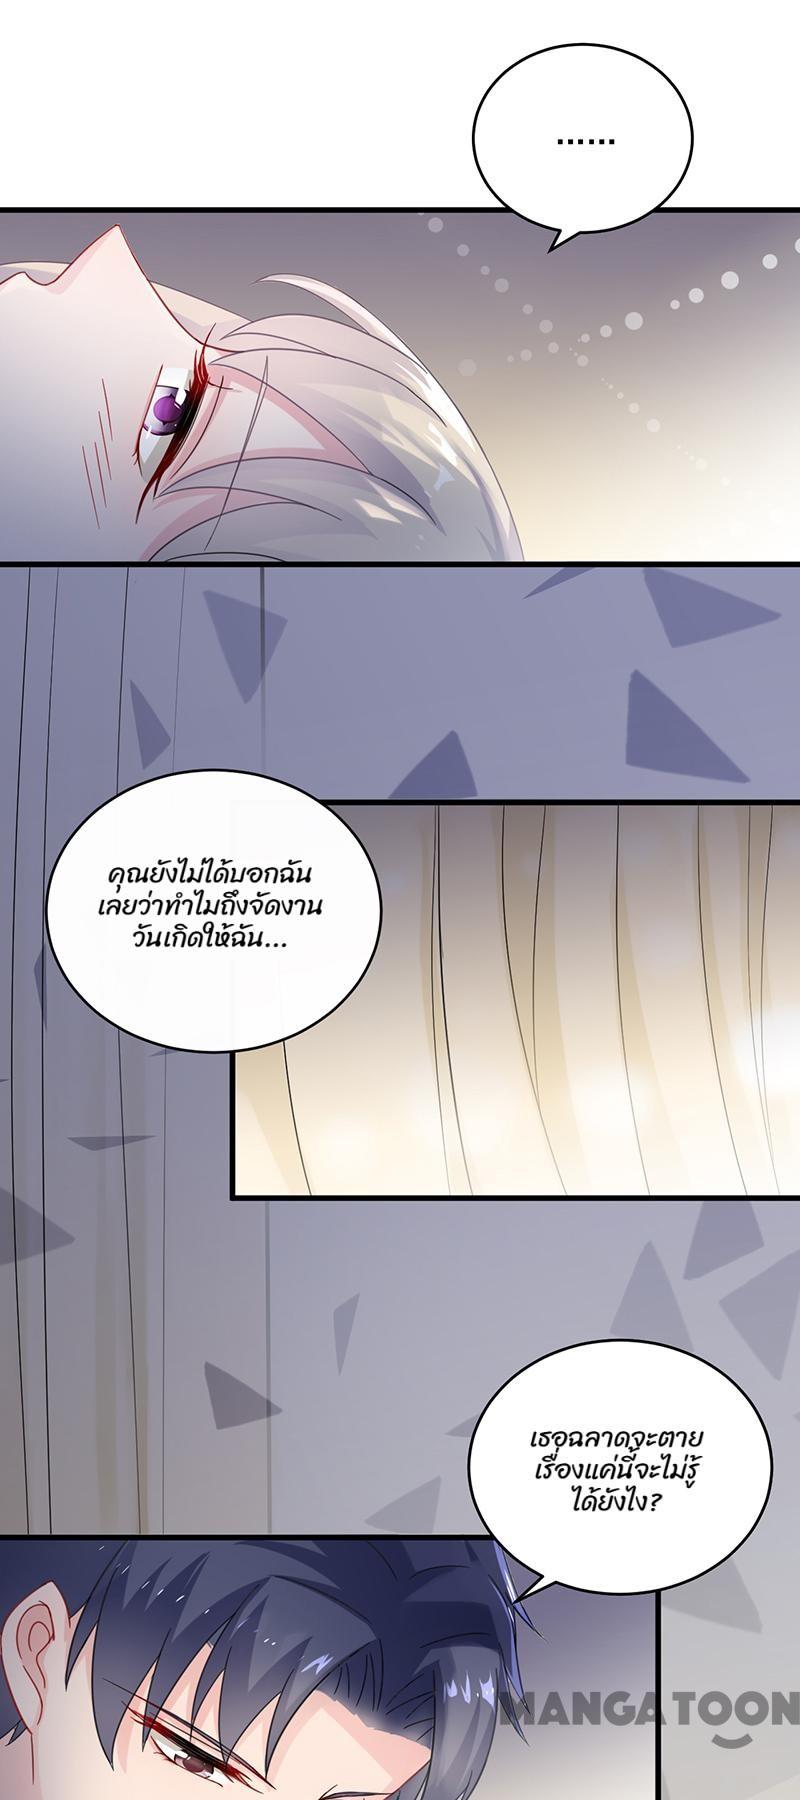 ......
คุณยังไม่ได้บอกฉัน
เลยว่าทำไมถึงจัดงาน
วันเกิดให้ฉัน...
เธอฉลาดจะตาย
เรื่องแค่นี้จะไม่รู้
ได้ยังไง?
MANGATOON